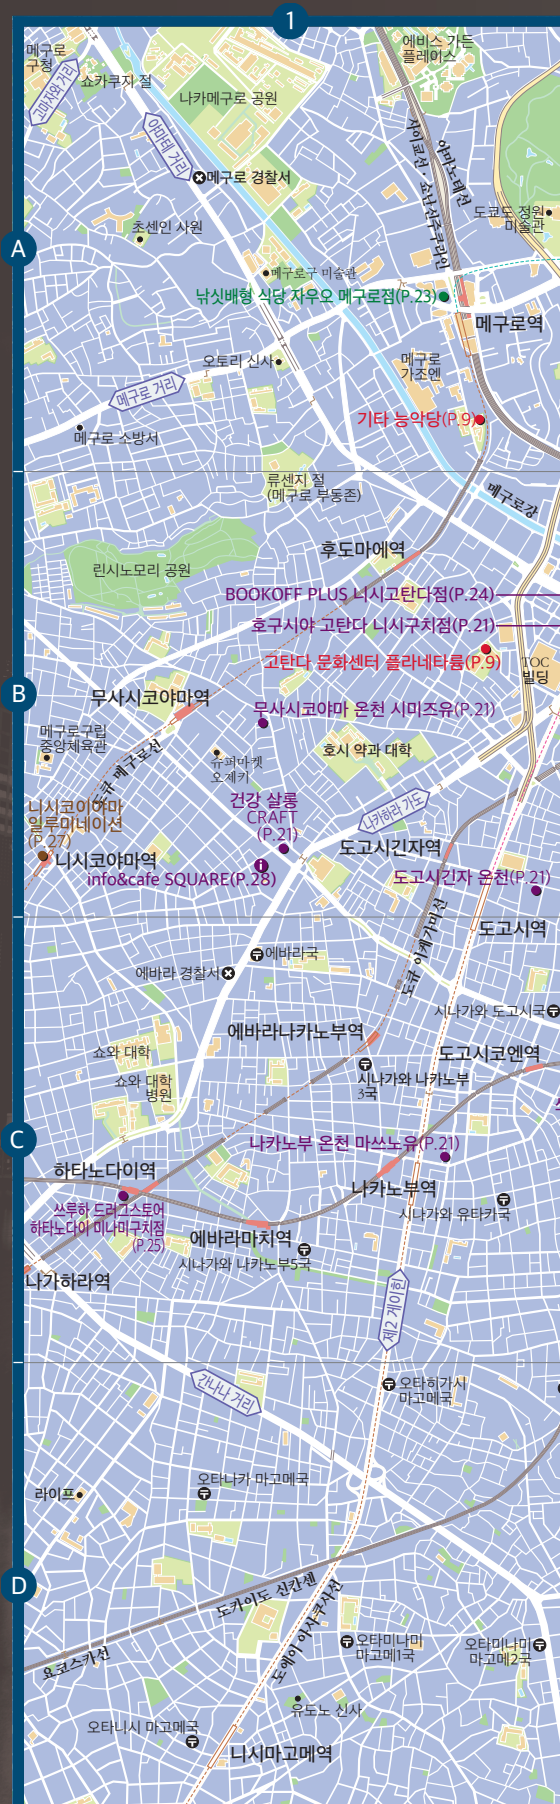 1
메구로
구청
고마자와 거리
쇼카쿠지 절
나카메구로 공원
에비스 가든
플레이스
야마테 거리
메구로 경찰서
야마노테선
사이쿄선·쇼난신주쿠라인
도쿄도 정원
미술관
A
초센인 사원
메구로구 미술관
낚싯배형 식당 자우오 메구로점(P.23)
메구로역
오토리 신사
메구로
가조엔
메구로 거리
기타 능악당(P.9)
메구로 소방서
류센지 절
(메구로 부동존)
메구로강
후도마에역
린시노모리 공원
BOOKOFF PLUS 니시고탄다점(P.24)
호구시야 고탄다 니시구치점(P.21)
고탄다 문화센터 플라네타륨(P.9)
TOC
빌딩
B
무사시코야마역
무사시코야마 온천 시미즈유(P.21)
메구로구립
중앙체육관
도큐 메구로선
슈퍼마켓
오제키
호시 약과 대학
니시코이야마
일루미네이션
(P.27)
건강 살롱
CRAFT
(P.21)
나카하라 가도
도고시긴자역
니시코야마역
info&cafe SQUARE(P.28)
도고시긴자 온천(P.21)
도큐 이케가미선
도고시역
에바라국
에바라 경찰서
시나가와 도고시국
에바라나카노부역
도고시코엔역
쇼와 대학
쇼와 대학
병원
시나가와 나카노부
3국
C
나카노부 온천 마쓰노유(P.21)
하타노다이역
나카노부역
쓰루하 드러그스토어
하타노다이 미나미구치점
(P.25)
시나가와 유타카국
에바라마치역
시나가와 나카노부5국
나가하라역
제2 게이힌
간나나 거리
오타히가시
마고메국
오타나카 마고메국
라이프
D
도카이도 신칸센
요코스카선
도에이 아사쿠사선
오타미나미
마고메1국
오타미나미
마고메2국
유도노 신사
오타니시 마고메국
니시마고메역